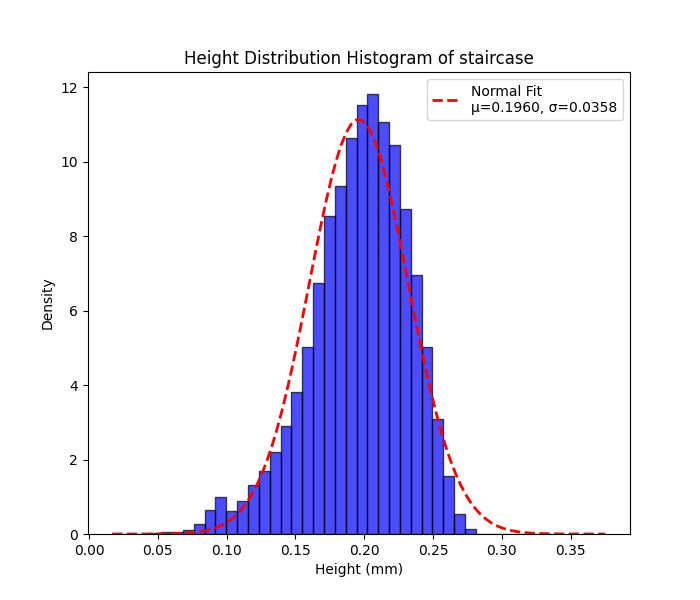 Height Distribution Histogram of staircase
Normal Fit
μ=0.1960, σ=0.0358
12
10
8
6
4
2
0
Density
0.00 0.05 0.10 0.15 0.20 0.25 0.30 0.35
Height (mm)